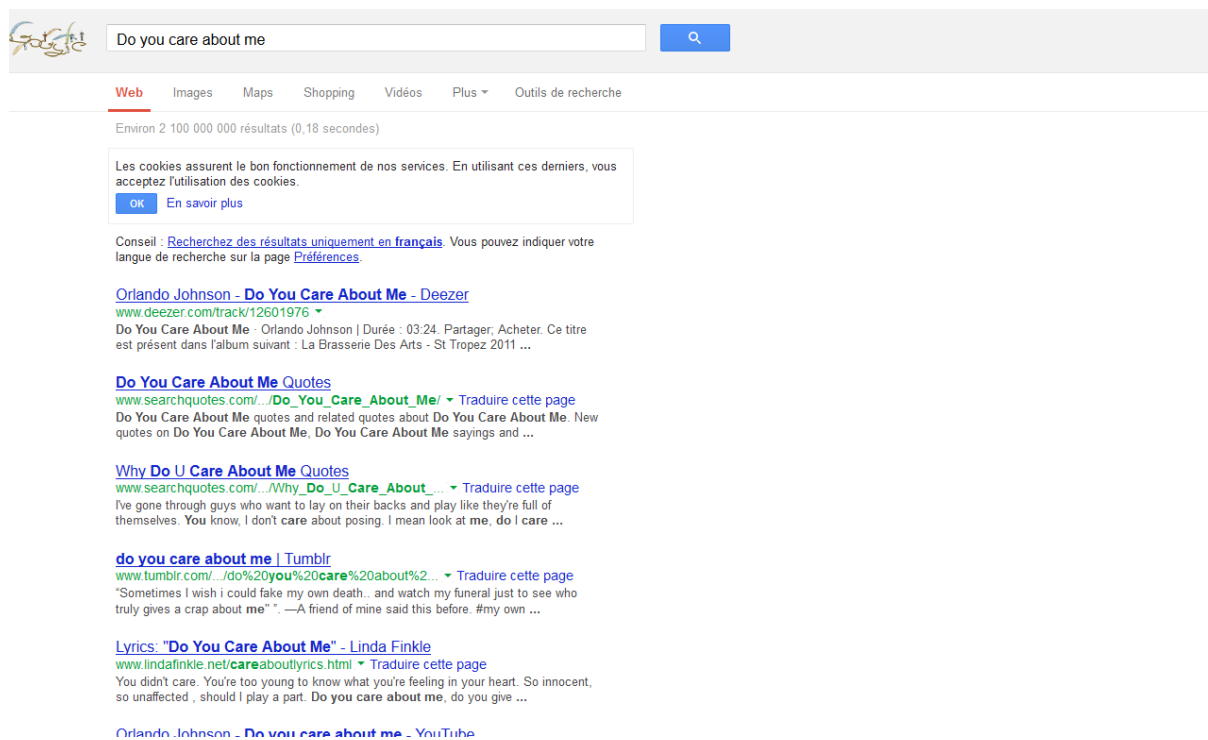 Google
Do you care about me
Web Images Maps Shopping Vidéos Plus Outils de recherche
Environ 2 100 000 000 résultats (0,18 secondes)
Les cookies assurent le bon fonctionnement de nos services. En utilisant ces derniers, vous
acceptez l'utilisation des cookies.
OK En savoir plus
Conseil : Recherchez des résultats uniquement en français. Vous pouvez indiquer votre
langue de recherche sur la page Préférences.
Orlando Johnson - Do You Care About Me - Deezer
www.deezer.com/track/12601976
Do You Care About Me · Orlando Johnson | Durée : 03:24. Partager; Acheter. Ce titre
est présent dans l'album suivant : La Brasserie Des Arts - St Tropez 2011 ...
Do You Care About Me Quotes
www.searchquotes.com/.../Do_You_Care_About_Me/ Traduire cette page
Do You Care About Me quotes and related quotes about Do You Care About Me. New
quotes on Do You Care About Me, Do You Care About Me sayings and ...
Why Do U Care About Me Quotes
www.searchquotes.com/.../Why_Do_U_Care_About_... Traduire cette page
I've gone through guys who want to lay on their backs and play like they're full of
themselves. You know, I don't care about posing. I mean look at me, do I care ...
do you care about me | Tumblr
www.tumblr.com/.../do%20you%20care%20about%2... Traduire cette page
“Sometimes I wish i could fake my own death.. and watch my funeral just to see who
truly gives a crap about me” ”. —A friend of mine said this before. #my own ...
Lyrics: "Do You Care About Me" - Linda Finkle
www.lindafinkle.net/careaboutlyrics.html Traduire cette page
You didn't care. You're too young to know what you're feeling in your heart. So innocent,
so unaffected , should I play a part. Do you care about me, do you give ...
Orlando Johnson - Do you care about me - YouTube